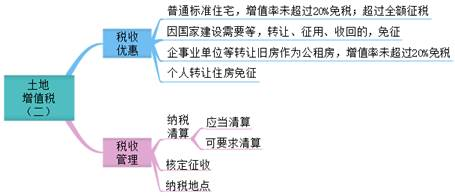 普通标准住宅，增值率未超过20%免税；超过全额征税
税收
优惠
因国家建设需要等，转让、征用、收回的，免征
企事业单位等转让旧房作为公租房，增值率未超过20%免税
个人转让住房免征
土地
增值税
（二）
税收
管理
纳税
清算
应当清算
可要求清算
核定征收
纳税地点